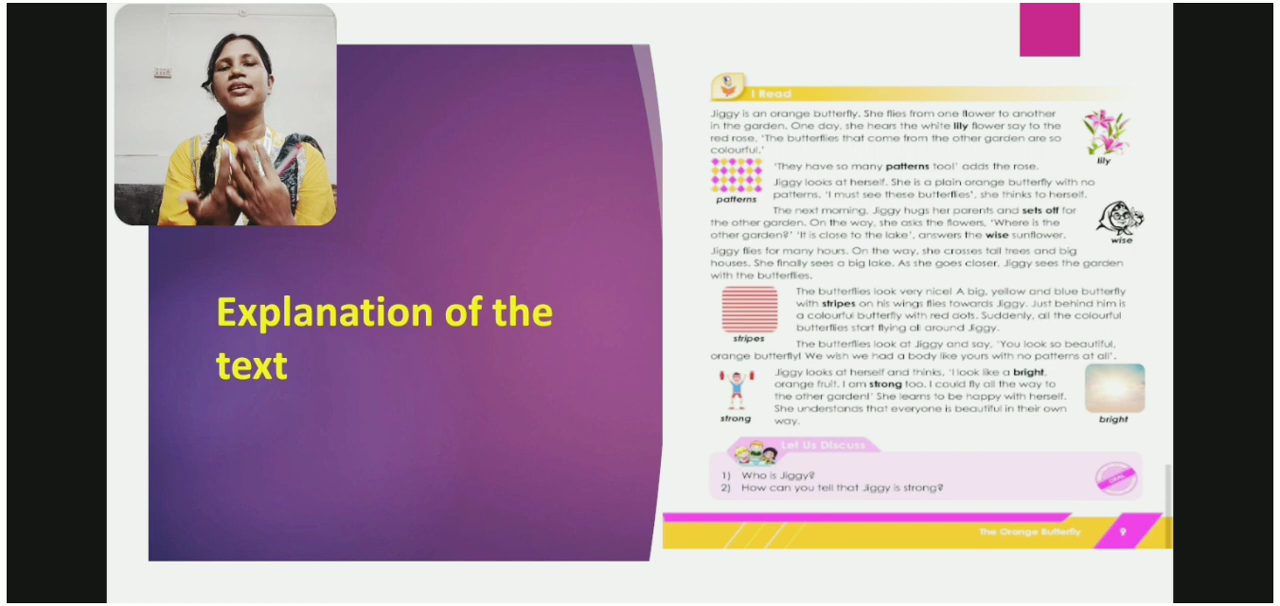 Explanation of the
text
I Read
Jiggy is an orange butterfly. She flies from one flower to another
in the garden. One day, she hears the white lily flower say to the
red rose, 'The butterflies that come from the other garden are so
colourful.'
lily
'They have so many patterns too!' adds the rose.
Jiggy looks at herself. She is a plain orange butterfly with no
patterns. 'I must see these butterflies', she thinks to herself.
patterns
The next morning, Jiggy hugs her parents and sets off for
the other garden. On the way, she asks the flowers, 'Where is the
other garden?' 'It is close to the lake', answers the wise sunflower.
wise
Jiggy flies for many hours. On the way, she crosses tall trees and big
houses. She finally sees a big lake. As she goes closer, Jiggy sees the garden
with the butterflies.
The butterflies look very nice! A big, yellow and blue butterfly
with stripes on his wings flies towards Jiggy. Just behind him is
a colourful butterfly with red dots. Suddenly, all the colourful
butterflies start flying all around Jiggy.
stripes
The butterflies look at Jiggy and say, 'You look so beautiful,
orange butterfly! We wish we had a body like yours with no patterns at all'.
Jiggy looks at herself and thinks, 'I look like a bright,
orange fruit. I am strong too. I could fly all the way to
the other garden!' She learns to be happy with herself.
She understands that everyone is beautiful in their own
way.
strong
bright
Let Us Discuss
1) Who is Jiggy?
2) How can you tell that Jiggy is strong?
The Orange Butterfly
9